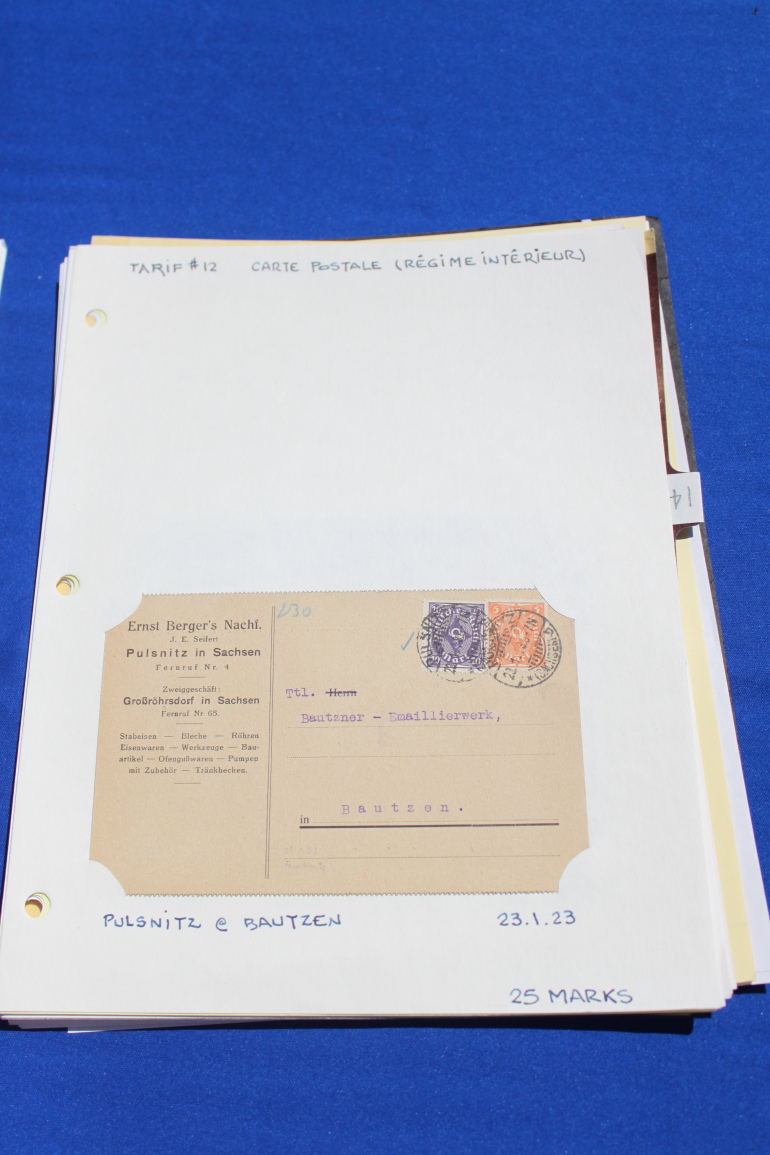 TARIF #12 CARTE POSTALE (RÉGIME INTÉRIEUR)
14
Ernst Berger's Nachf.
J. E. Seifert
Pulsnitz in Sachsen
Fernruf Nr. 4
Zweiggeschäft:
Großröhrsdorf in Sachsen
Fernruf Nr 65.
Stabeisen — Bleche — Röhren
Eisenwaren — Werkzeuge — Bau-
artikel — Ofengußwaren — Pumpen
mit Zubehör — Tränkbecken.
Ttl. Herrn
Bautzner - Emaillierwerk,
Bautzen.
in
PULSNITZ @ BAUTZEN 23.1.23
25 MARKS